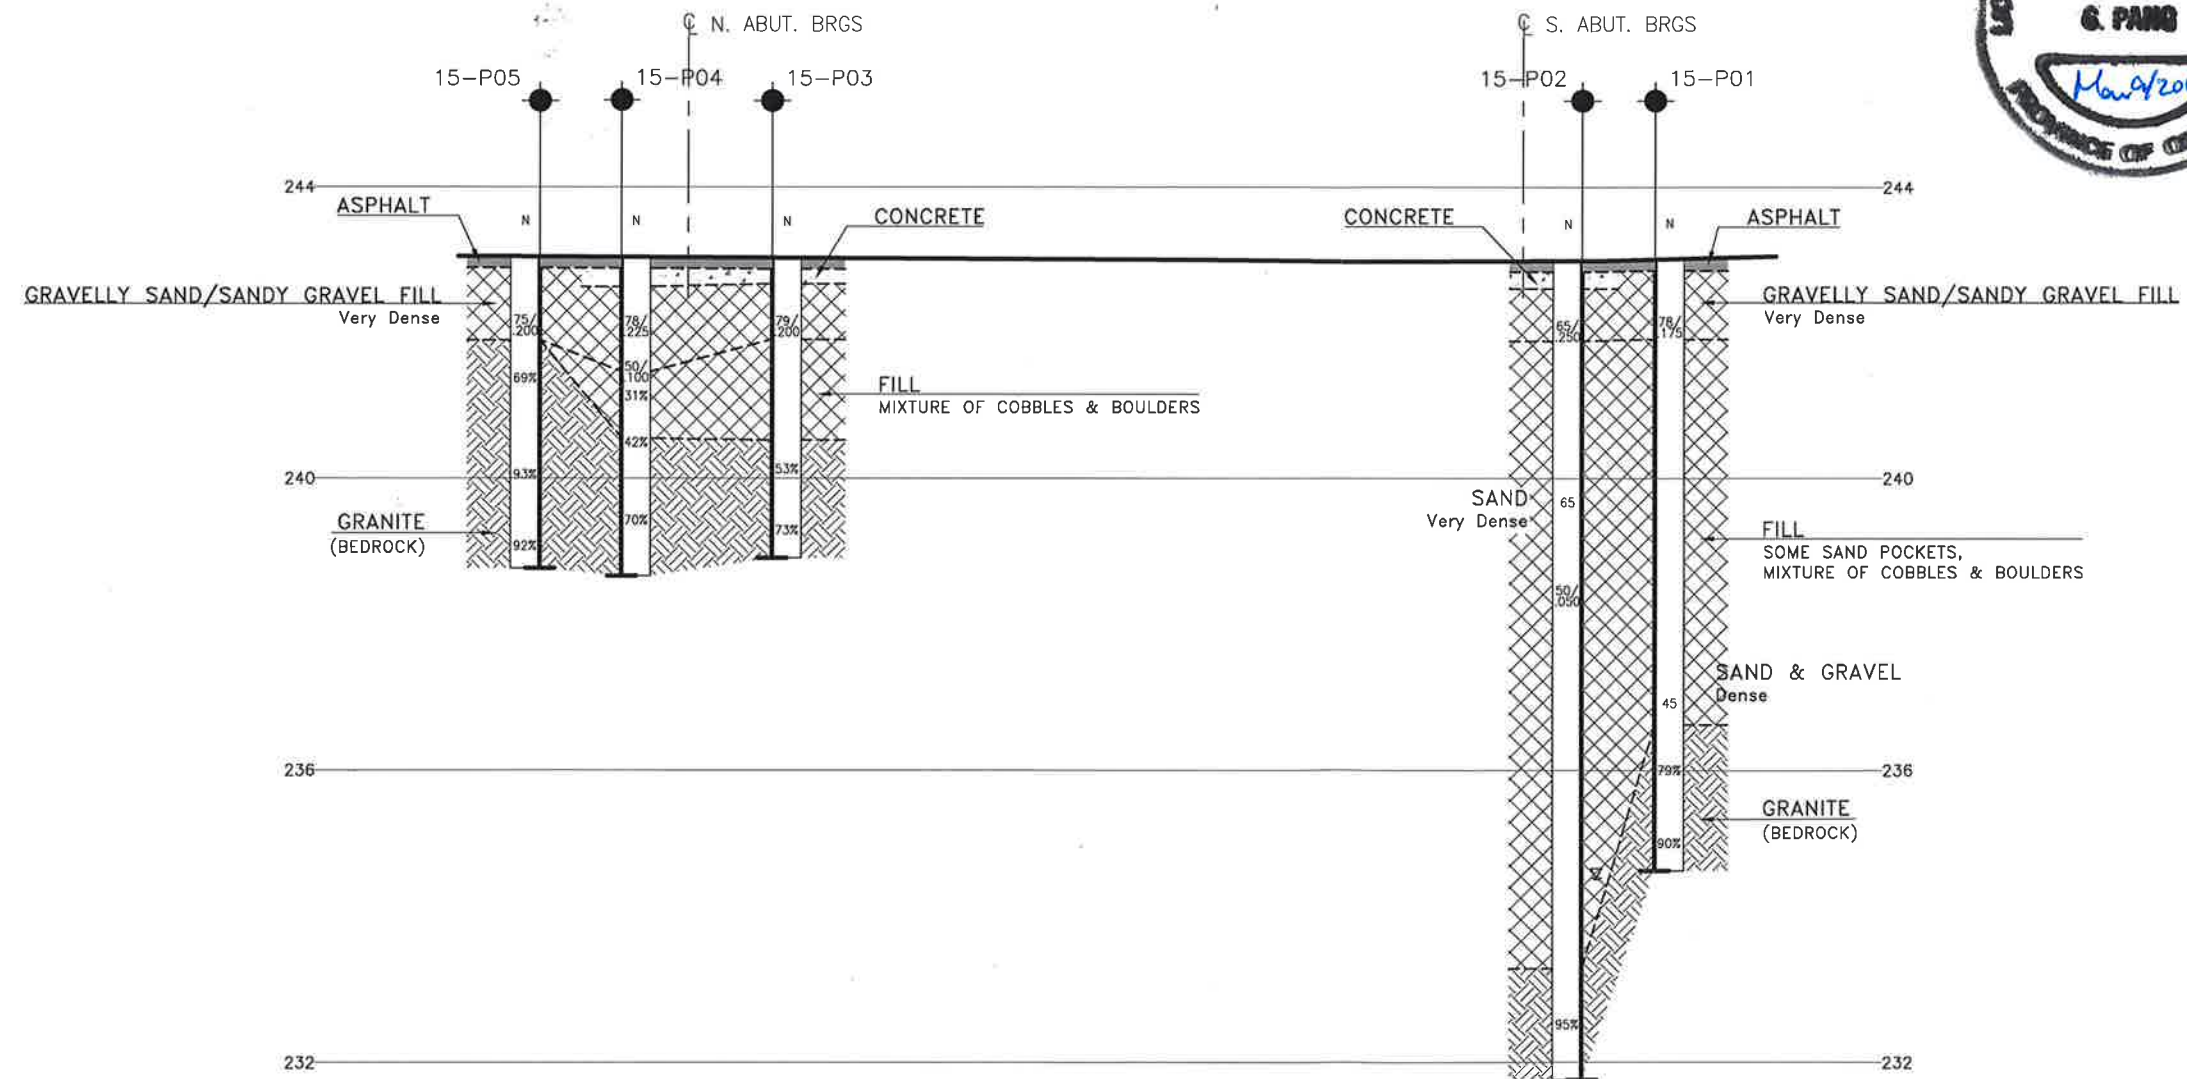 ℄ N. ABUT. BRGS
℄ S. ABUT. BRGS
G. PANG
15-P05
15-P04
15-P03
15-P02
15-P01
PROVINCE OF
244
244
ASPHALT
N
N
N
CONCRETE
CONCRETE
N
N
ASPHALT
GRAVELLY SAND/SANDY GRAVEL FILL
Very Dense
75/
.200
78/
.225
79/
.200
65/
.250
78/
.175
GRAVELLY SAND/SANDY GRAVEL FILL
Very Dense
69%
50/
.100
31%
42%
FILL
MIXTURE OF COBBLES & BOULDERS
240
93%
53%
240
SAND
Very Dense
65
GRANITE
(BEDROCK)
92%
70%
73%
FILL
SOME SAND POCKETS,
MIXTURE OF COBBLES & BOULDERS
50/
.050
SAND & GRAVEL
Dense
45
236
79%
236
GRANITE
(BEDROCK)
90%
95%
232
232